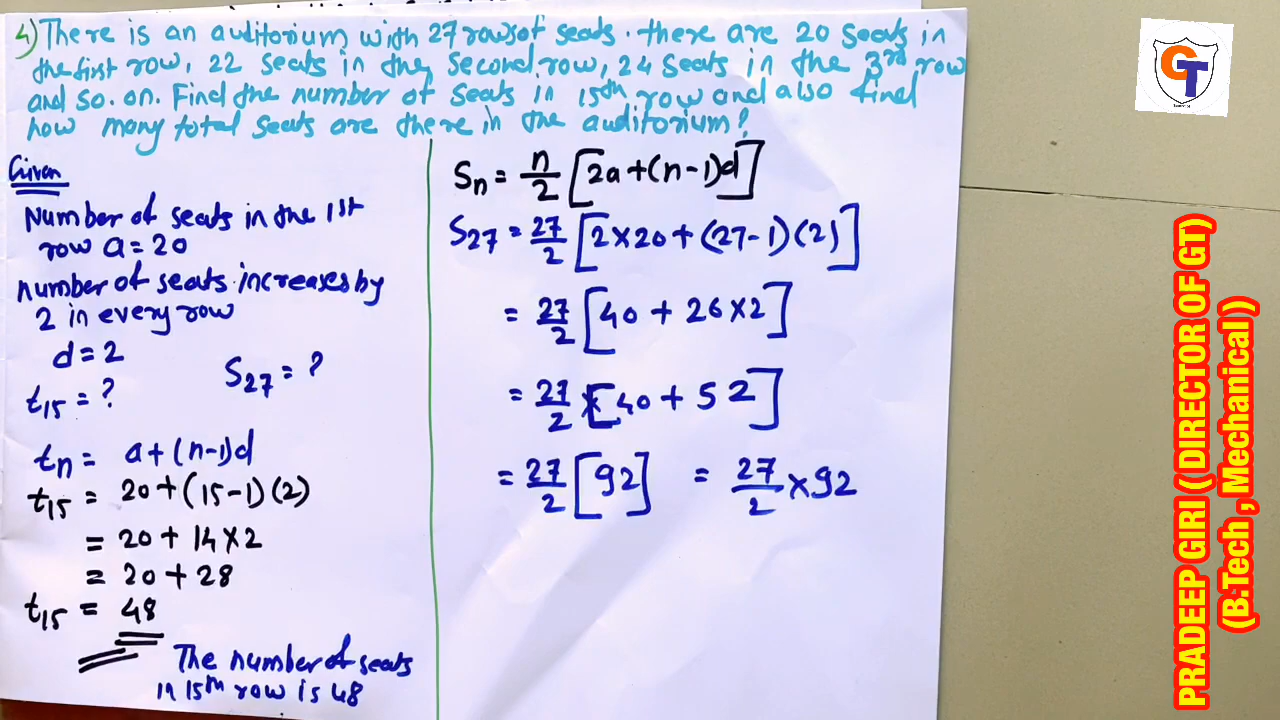 4) There is an auditorium with 27 rows of seats. there are 20 seats in
the first row, 22 seats in the second row, 24 seats in the 3rd row
and so. on. Find the number of seats in 15th row and also find
how many total seats are there in the auditorium?
Given
Number of seats in the 1st
row a = 20
number of seats increases by
2 in every row
d = 2
S27 = ?
t15 = ?
tn = a + (n-1)d
t15 = 20 + (15-1)(2)
= 20 + 14 × 2
= 20 + 28
t15 = 48
The number of seats
in 15th row is 48
Sn = n/2 [2a + (n-1)d]
S27 = 27/2 [2×20 + (27-1)(2)]
= 27/2 [40 + 26×2]
= 27/2 × [40 + 52]
= 27/2 [92] = 27/2 × 92
GT
PRADEEP GIRI ( DIRECTOR OF GT)
(B.Tech , Mechanical )